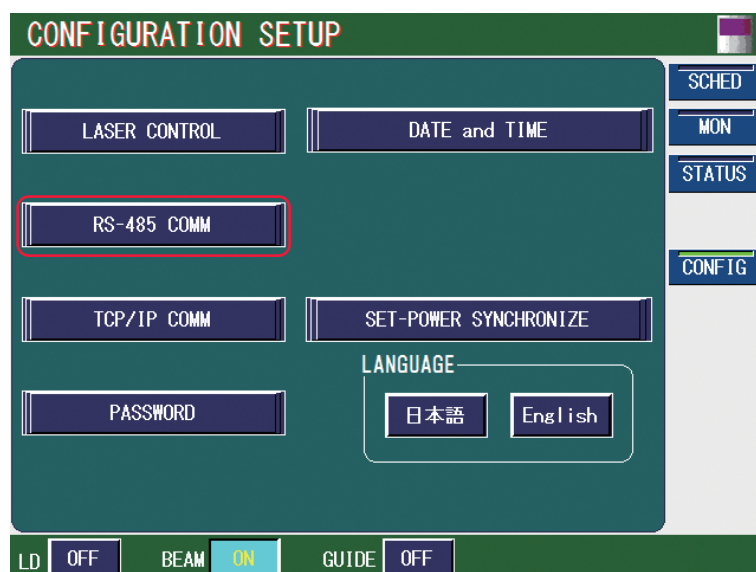 CONFIGURATION SETUP
SCHED
LASER CONTROL
DATE and TIME
MON
STATUS
RS-485 COMM
CONFIG
TCP/IP COMM
SET-POWER SYNCHRONIZE
LANGUAGE
PASSWORD
日本語
English
LD OFF BEAM ON GUIDE OFF